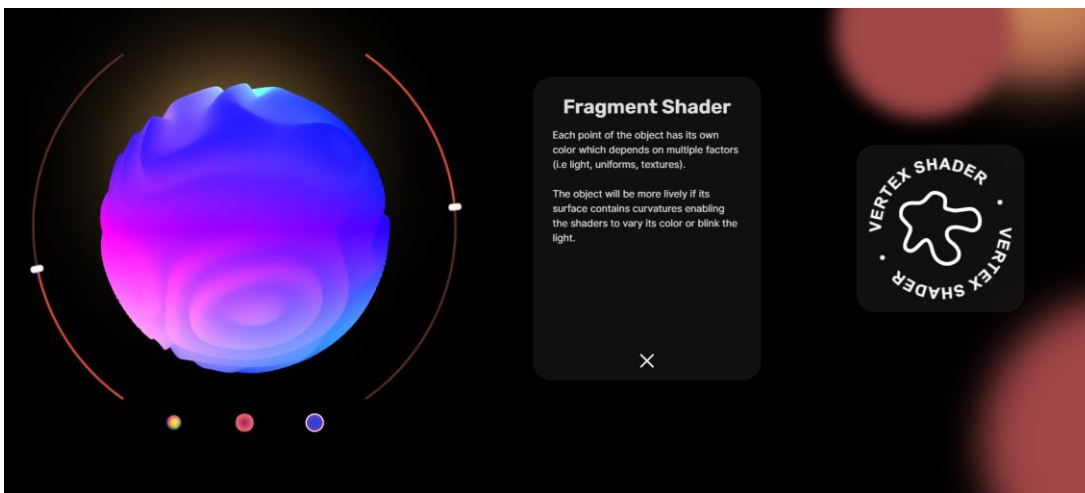 Fragment Shader
Each point of the object has its own
color which depends on multiple factors
(i.e light, uniforms, textures).
The object will be more lively if its
surface contains curvatures enabling
the shaders to vary its color or blink the
light.
VERTEX SHADER •
VERTEX SHADER •